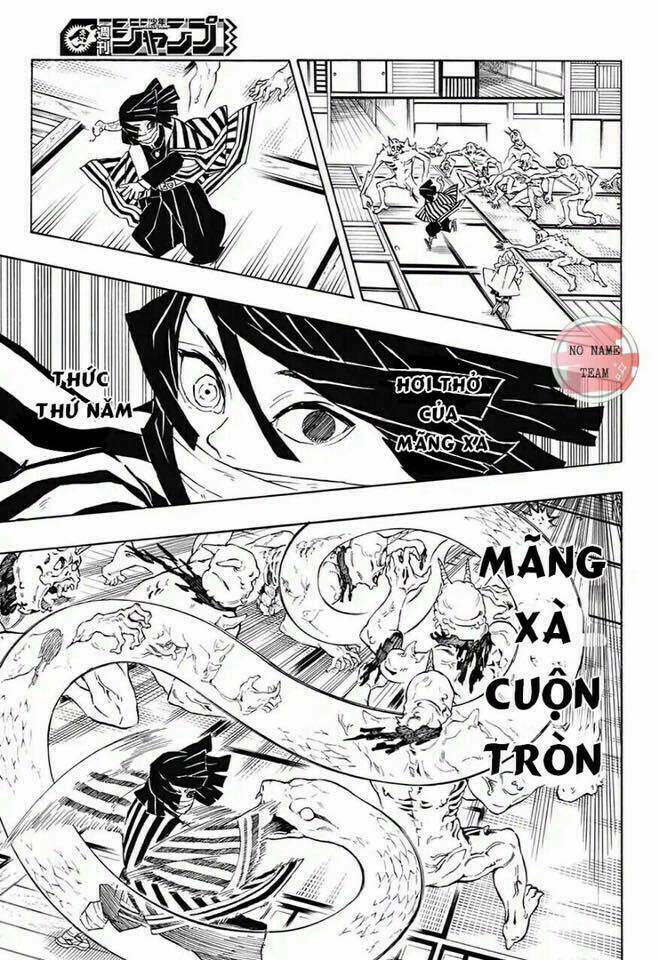 週刊
少年
ジャンプ
THỨC
THỨ NĂM
HƠI THỞ
CỦA
MÃNG XÀ
NO NAME
TEAM
MÃNG
XÀ
CUỘN
TRÒN